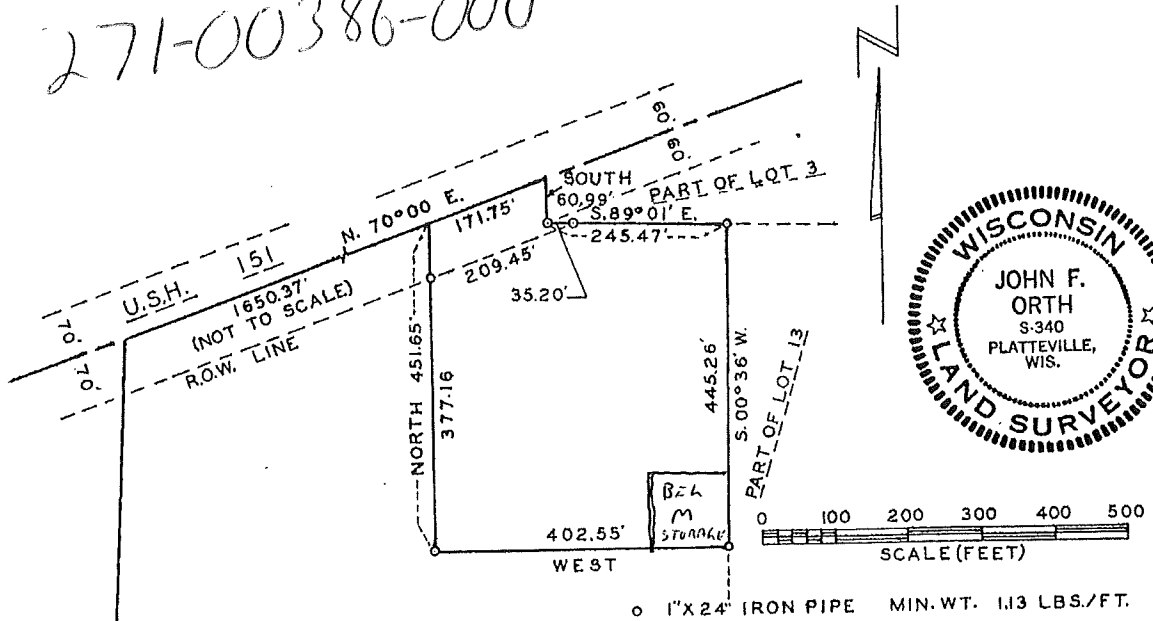 271-00386-000
N
60'
60'
SOUTH
60.99'
PART OF LOT 3
S.89°01' E.
245.47'
N. 70°00 E.
171.75'
U.S.H. 151
70'
70'
1650.37'
(NOT TO SCALE)
R.O.W. LINE
209.45'
35.20'
NORTH 451.65'
377.16
445.26'
S.00°36' W.
PART OF LOT 13
402.55'
WEST
M
STORAGE
WISCONSIN
JOHN F.
ORTH
S-340
PLATTEVILLE,
WIS.
LAND SURVEYOR
0 100 200 300 400 500
SCALE (FEET)
1"X 24" IRON PIPE MIN. WT. 1.13 LBS./FT.